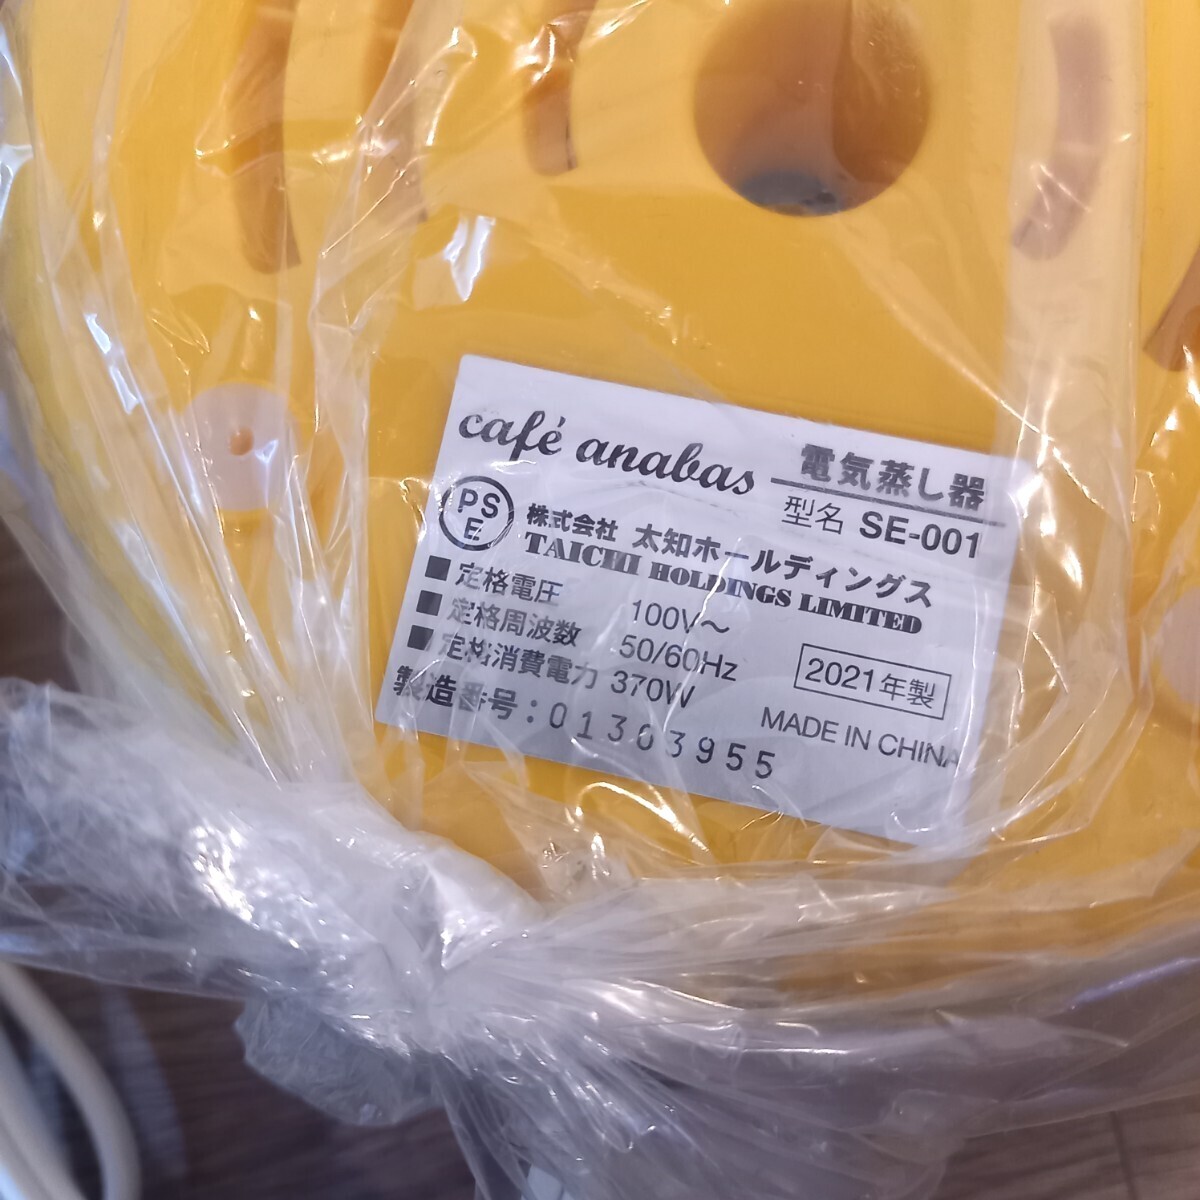 café anabas 電気蒸し器
型名 SE-001
PSE 株式会社 太知ホールディングス
TAICHI HOLDINGS LIMITED
■ 定格電圧 100V～
■ 定格周波数 50/60Hz
■ 定格消費電力 370W
2021年製
製造番号:01303955
MADE IN CHINA